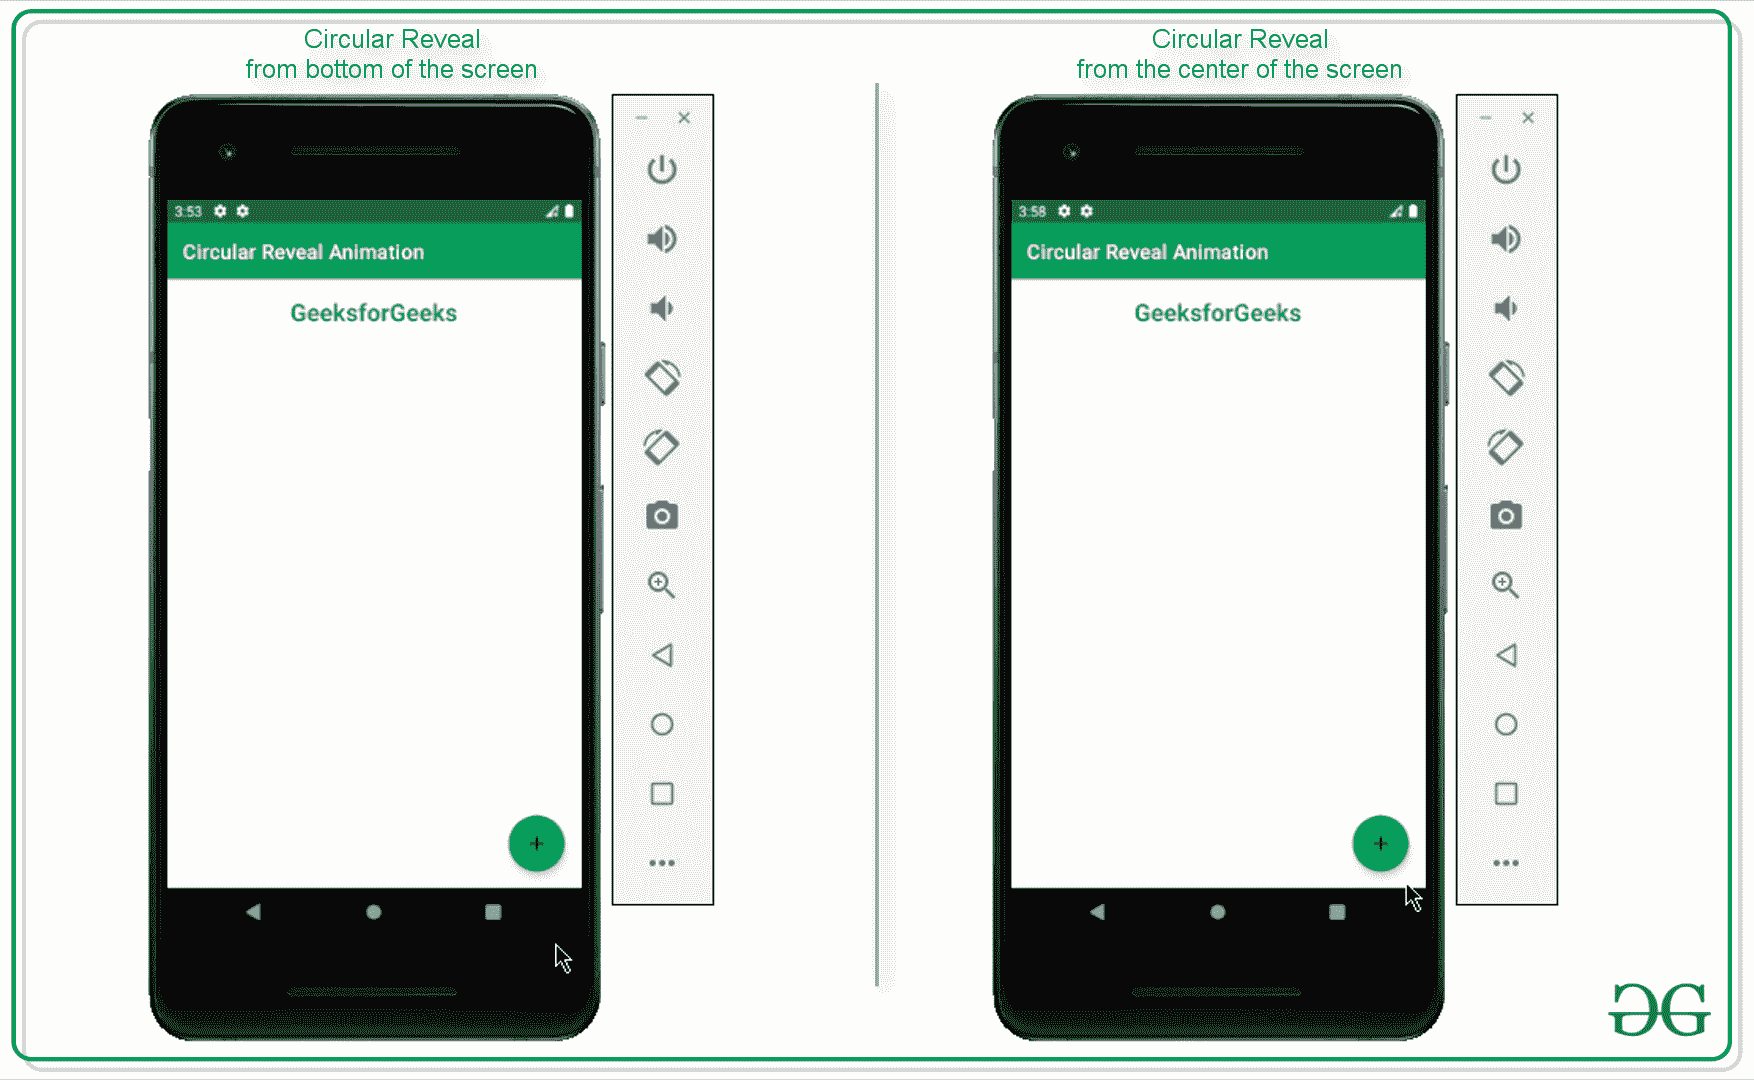 Circular Reveal
from bottom of the screen
3:53
Circular Reveal Animation
GeeksforGeeks
Circular Reveal
from the center of the screen
3:58
Circular Reveal Animation
GeeksforGeeks